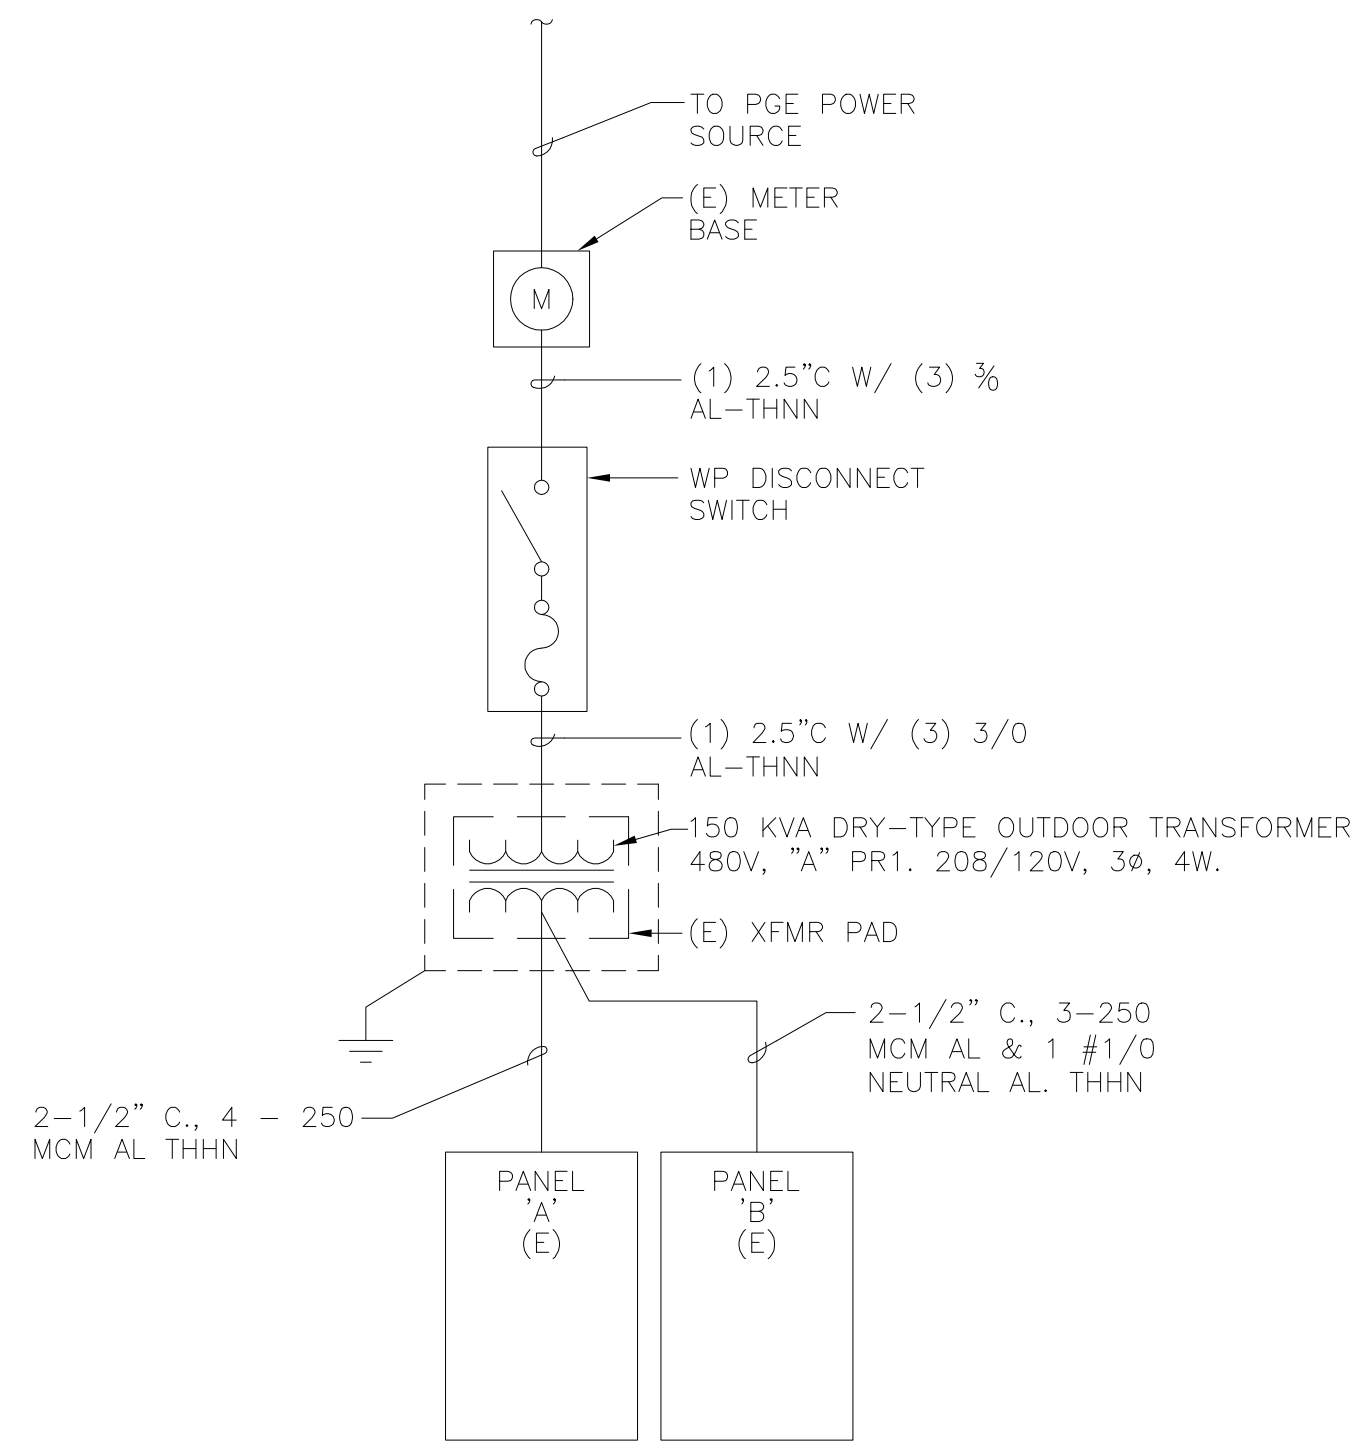 TO PGE POWER
SOURCE
(E) METER
BASE
M
(1) 2.5"C W/ (3) 3/0
AL-THNN
WP DISCONNECT
SWITCH
(1) 2.5"C W/ (3) 3/0
AL-THNN
150 KVA DRY-TYPE OUTDOOR TRANSFORMER
480V, "A" PR1. 208/120V, 3ø, 4W.
(E) XFMR PAD
2-1/2" C., 3-250
MCM AL & 1 #1/0
NEUTRAL AL. THHN
2-1/2" C., 4 - 250
MCM AL THHN
PANEL
'A'
(E)
PANEL
'B'
(E)